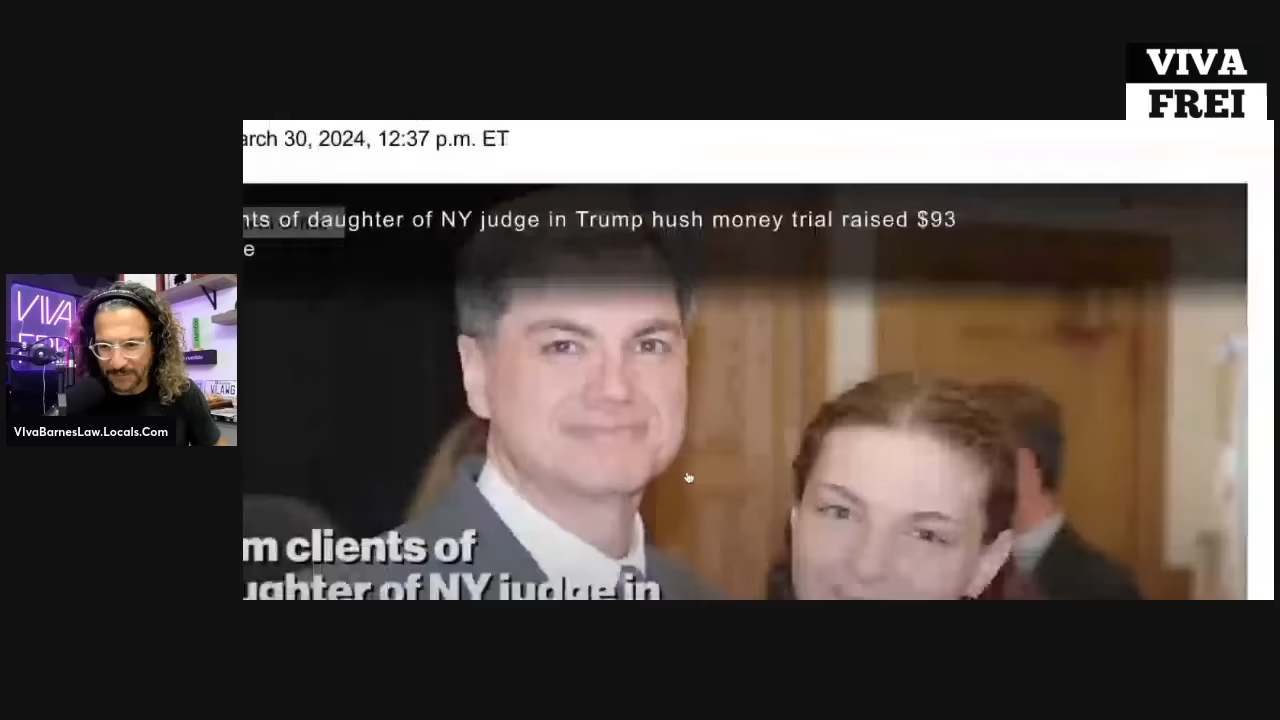 VIVA
FREI
arch 30, 2024, 12:37 p.m. ET
nts of daughter of NY judge in Trump hush money trial raised $93
e
VIVA
VIvaBarnesLaw.Locals.Com
m clients of
ughter of NY judge in